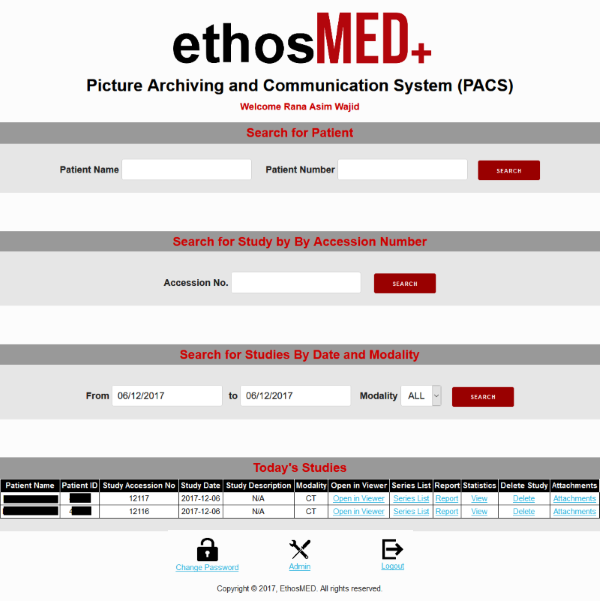 ethosMED+
Picture Archiving and Communication System (PACS)
Welcome Rana Asim Wajid
Search for Patient
Patient Name Patient Number SEARCH
Search for Study by By Accession Number
Accession No. SEARCH
Search for Studies By Date and Modality
From 06/12/2017 to 06/12/2017 Modality ALL SEARCH
Today's Studies
Patient Name Patient ID Study Accession No Study Date Study Description Modality Open in Viewer Series List Report Statistics Delete Study Attachments
12117 2017-12-06 N/A CT Open in Viewer Series List Report View Delete Attachments
12116 2017-12-06 N/A CT Open in Viewer Series List Report View Delete Attachments
Change Password Admin Logout
Copyright © 2017, EthosMED. All rights reserved.